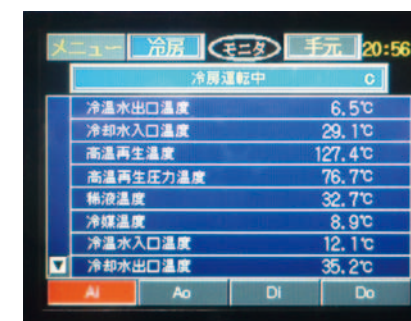 メニュー 冷房 モニタ 手元 20:56
冷房運転中 C
冷温水出口温度 6.5℃
冷却水入口温度 29.1℃
高温再生温度 127.4℃
高温再生圧力温度 76.7℃
稀液温度 32.7℃
冷媒温度 8.9℃
冷温水入口温度 12.1℃
▼ 冷却水出口温度 35.2℃
Ai Ao Di Do